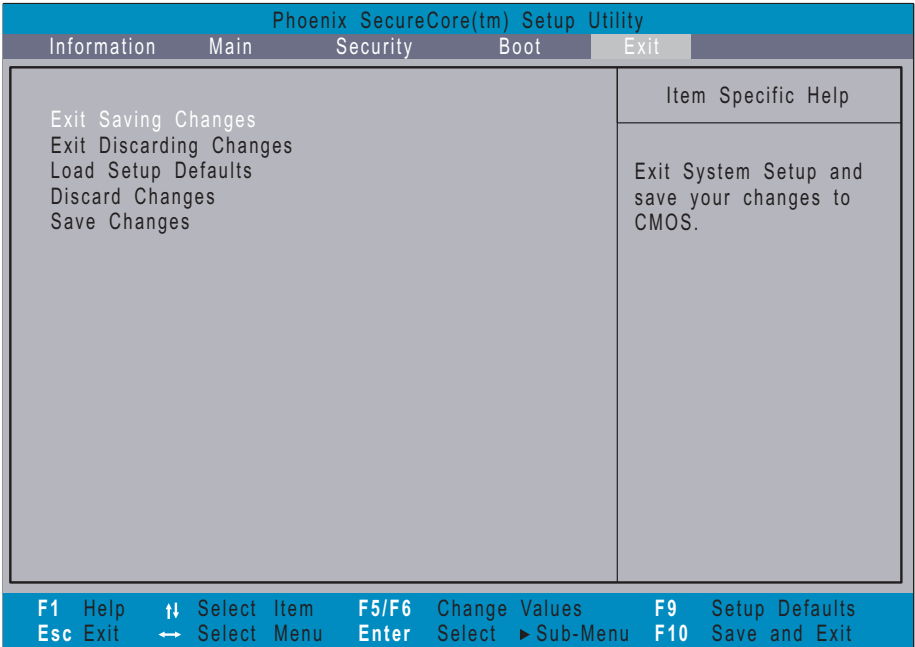 Phoenix SecureCore(tm) Setup Utility
Information Main Security Boot Exit
Item Specific Help
Exit Saving Changes
Exit Discarding Changes
Load Setup Defaults
Discard Changes
Save Changes
Exit System Setup and
save your changes to
CMOS.
F1 Help ↑↓ Select Item F5/F6 Change Values F9 Setup Defaults
Esc Exit ↔ Select Menu Enter Select ▶Sub-Menu F10 Save and Exit